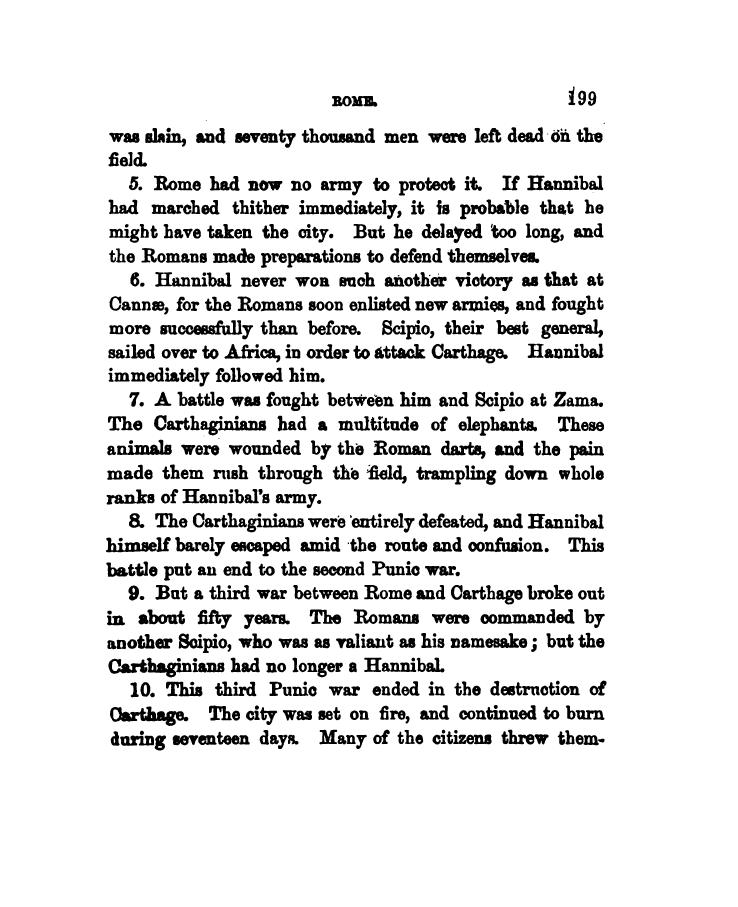 ROME. 199
was slain, and seventy thousand men were left dead on the
field.
5. Rome had now no army to protect it. If Hannibal
had marched thither immediately, it is probable that he
might have taken the city. But he delayed too long, and
the Romans made preparations to defend themselves.
6. Hannibal never won such another victory as that at
Cannæ, for the Romans soon enlisted new armies, and fought
more successfully than before. Scipio, their best general,
sailed over to Africa, in order to attack Carthage. Hannibal
immediately followed him.
7. A battle was fought between him and Scipio at Zama.
The Carthaginians had a multitude of elephants. These
animals were wounded by the Roman darts, and the pain
made them rush through the field, trampling down whole
ranks of Hannibal's army.
8. The Carthaginians were entirely defeated, and Hannibal
himself barely escaped amid the route and confusion. This
battle put an end to the second Punic war.
9. But a third war between Rome and Carthage broke out
in about fifty years. The Romans were commanded by
another Scipio, who was as valiant as his namesake; but the
Carthaginians had no longer a Hannibal.
10. This third Punic war ended in the destruction of
Carthage. The city was set on fire, and continued to burn
during seventeen days. Many of the citizens threw them-